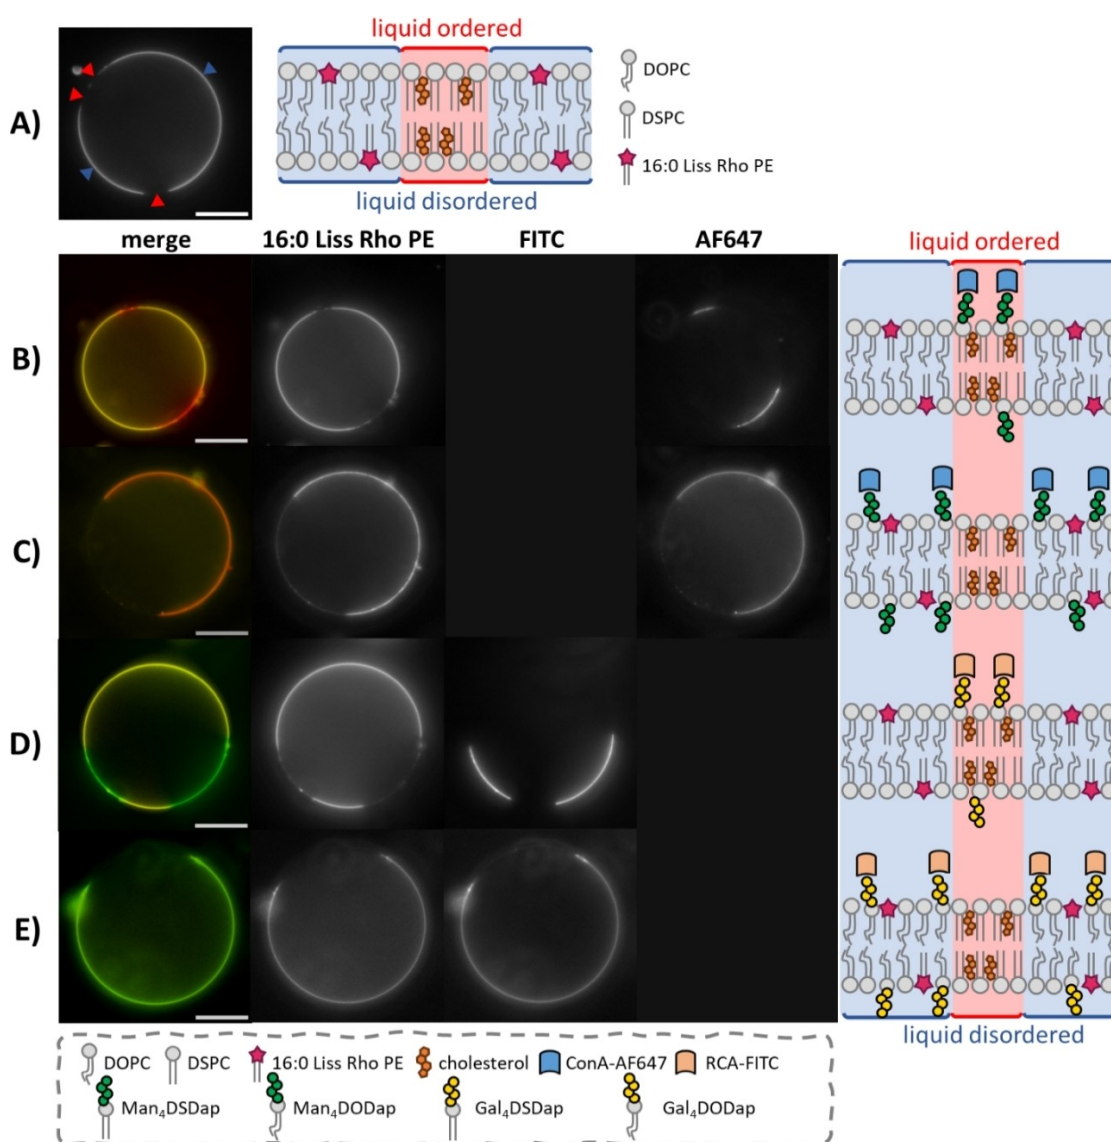 liquid ordered
A)
DOPC
DSPC
16:0 Liss Rho PE
liquid disordered
merge 16:0 Liss Rho PE FITC AF647
liquid ordered
B)
C)
D)
E)
liquid disordered
DOPC DSPC 16:0 Liss Rho PE cholesterol ConA-AF647 RCA-FITC
Man₄DSDap Man₄DODap Gal₄DSDap Gal₄DODap